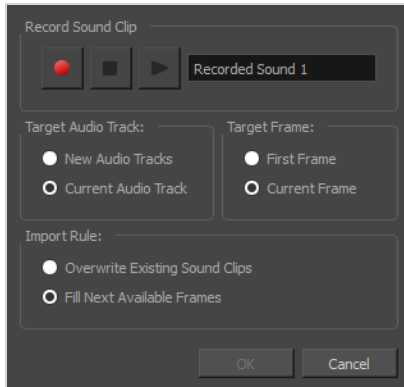 Record Sound Clip
Recorded Sound 1
Target Audio Track:
Target Frame:
New Audio Tracks
First Frame
Current Audio Track
Current Frame
Import Rule:
Overwrite Existing Sound Clips
Fill Next Available Frames
OK
Cancel